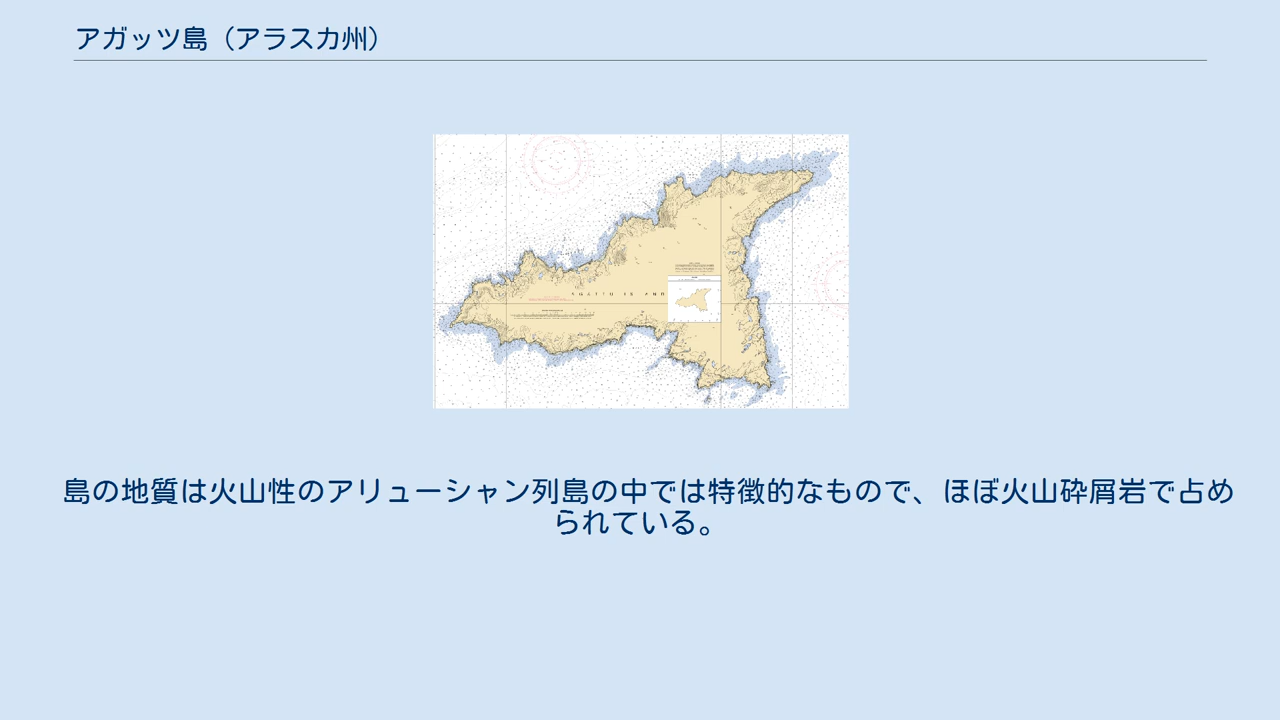 アガッツ島（アラスカ州）
島の地質は火山性のアリューシャン列島の中では特徴的なもので、ほぼ火山砕屑岩で占め
られている。